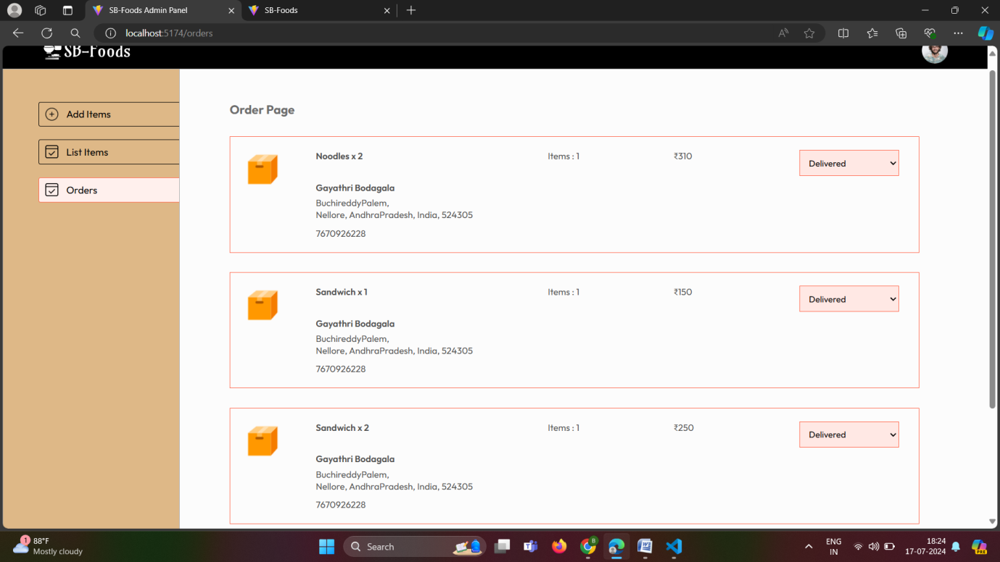 SB-Foods Admin Panel
SB-Foods
localhost:5174/orders
SB-Foods
Add Items
List Items
Orders
Order Page
Noodles x 2 Items : 1 ₹310 Delivered
Gayathri Bodagala
BuchireddyPalem,
Nellore, AndhraPradesh, India, 524305
7670926228
Sandwich x 1 Items : 1 ₹150 Delivered
Gayathri Bodagala
BuchireddyPalem,
Nellore, AndhraPradesh, India, 524305
7670926228
Sandwich x 2 Items : 1 ₹250 Delivered
Gayathri Bodagala
BuchireddyPalem,
Nellore, AndhraPradesh, India, 524305
7670926228
1
88°F
Mostly cloudy
Search
B
ENG
IN
18:24
17-07-2024
PRE